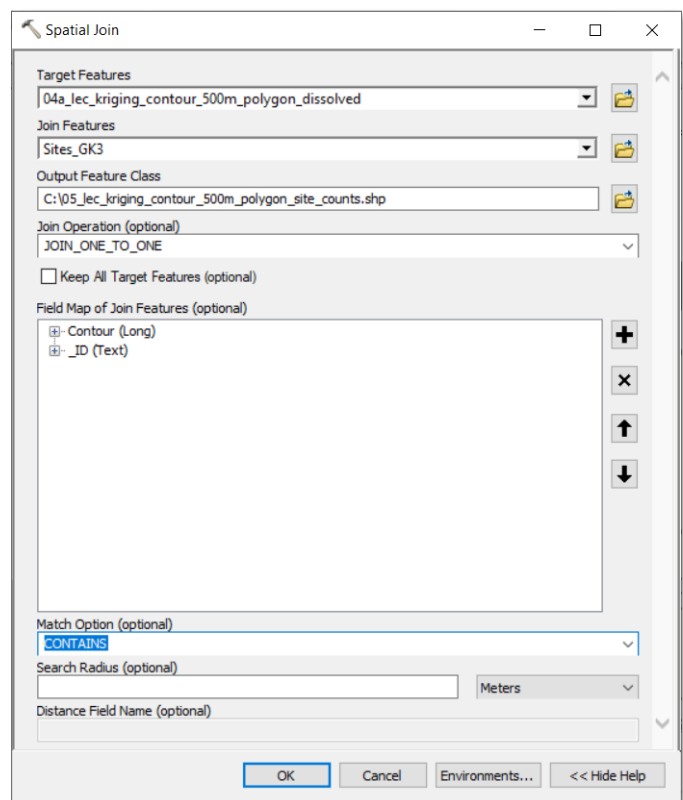 Spatial Join
Target Features
04a_lec_kriging_contour_500m_polygon_dissolved
Join Features
Sites_GK3
Output Feature Class
C:\05_lec_kriging_contour_500m_polygon_site_counts.shp
Join Operation (optional)
JOIN_ONE_TO_ONE
Keep All Target Features (optional)
Field Map of Join Features (optional)
Contour (Long)
_ID (Text)
Match Option (optional)
CONTAINS
Search Radius (optional)
Meters
Distance Field Name (optional)
OK Cancel Environments... << Hide Help